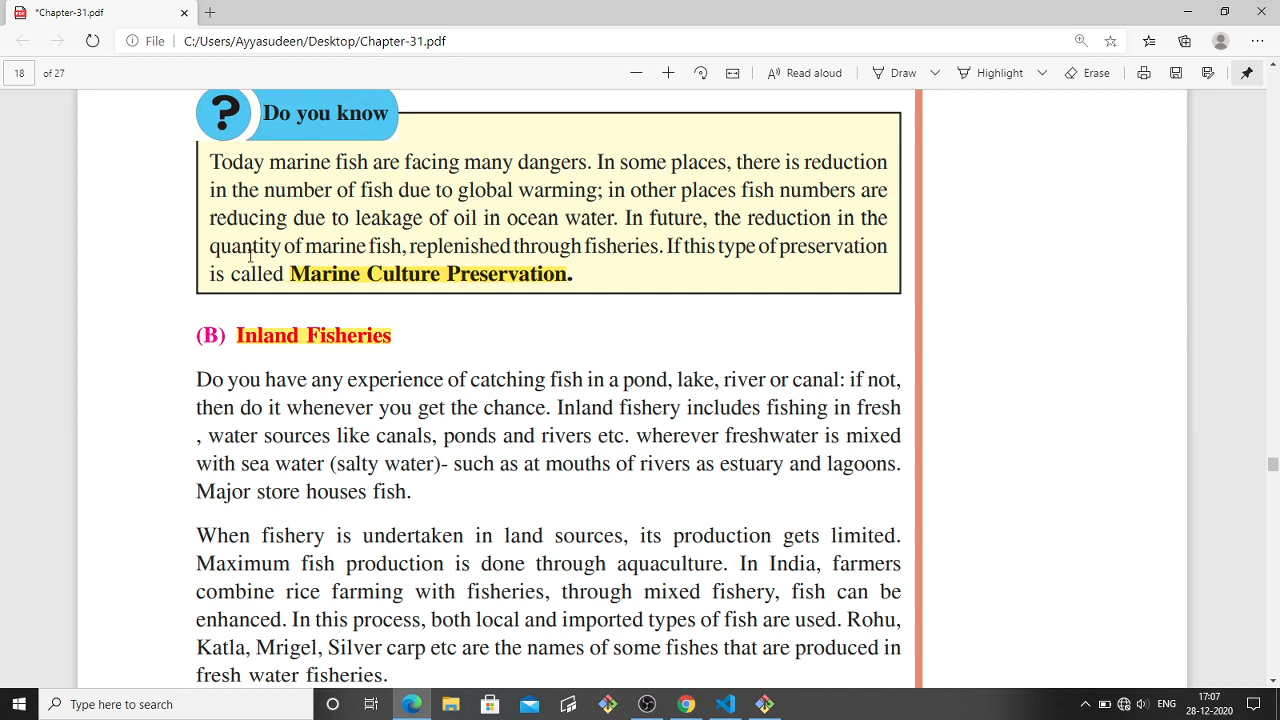 *Chapter-31.pdf
File C:/Users/Ayyasudeen/Desktop/Chapter-31.pdf
18 of 27 Read aloud Draw Highlight Erase
? Do you know
Today marine fish are facing many dangers. In some places, there is reduction
in the number of fish due to global warming; in other places fish numbers are
reducing due to leakage of oil in ocean water. In future, the reduction in the
quantity of marine fish, replenished through fisheries. If this type of preservation
is called Marine Culture Preservation.
(B) Inland Fisheries
Do you have any experience of catching fish in a pond, lake, river or canal: if not,
then do it whenever you get the chance. Inland fishery includes fishing in fresh
, water sources like canals, ponds and rivers etc. wherever freshwater is mixed
with sea water (salty water)- such as at mouths of rivers as estuary and lagoons.
Major store houses fish.
When fishery is undertaken in land sources, its production gets limited.
Maximum fish production is done through aquaculture. In India, farmers
combine rice farming with fisheries, through mixed fishery, fish can be
enhanced. In this process, both local and imported types of fish are used. Rohu,
Katla, Mrigel, Silver carp etc are the names of some fishes that are produced in
fresh water fisheries.
Type here to search
ENG
17:07
28-12-2020